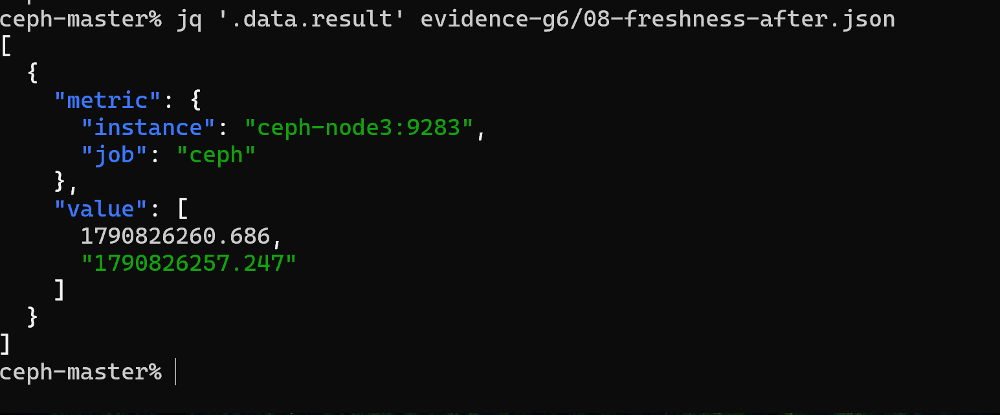 ceph-master% jq '.data.result' evidence-g6/08-freshness-after.json
[
  {
    "metric": {
      "instance": "ceph-node3:9283",
      "job": "ceph"
    },
    "value": [
      1790826260.686,
      "1790826257.247"
    ]
  }
]
ceph-master%